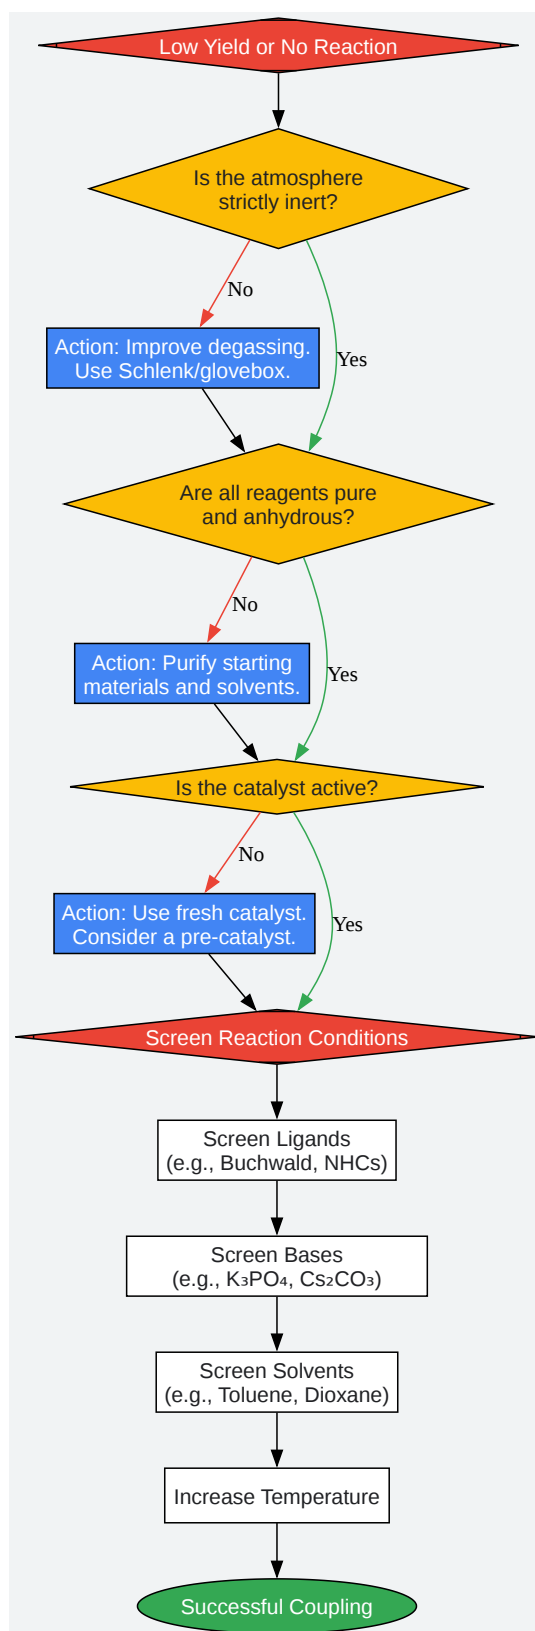 Low Yield or No Reaction
Is the atmosphere
strictly inert?
No
Yes
Action: Improve degassing.
Use Schlenk/glovebox.
Are all reagents pure
and anhydrous?
No
Yes
Action: Purify starting
materials and solvents.
Is the catalyst active?
No
Yes
Action: Use fresh catalyst.
Consider a pre-catalyst.
Screen Reaction Conditions
Screen Ligands
(e.g., Buchwald, NHCs)
Screen Bases
(e.g., K₃PO₄, Cs₂CO₃)
Screen Solvents
(e.g., Toluene, Dioxane)
Increase Temperature
Successful Coupling